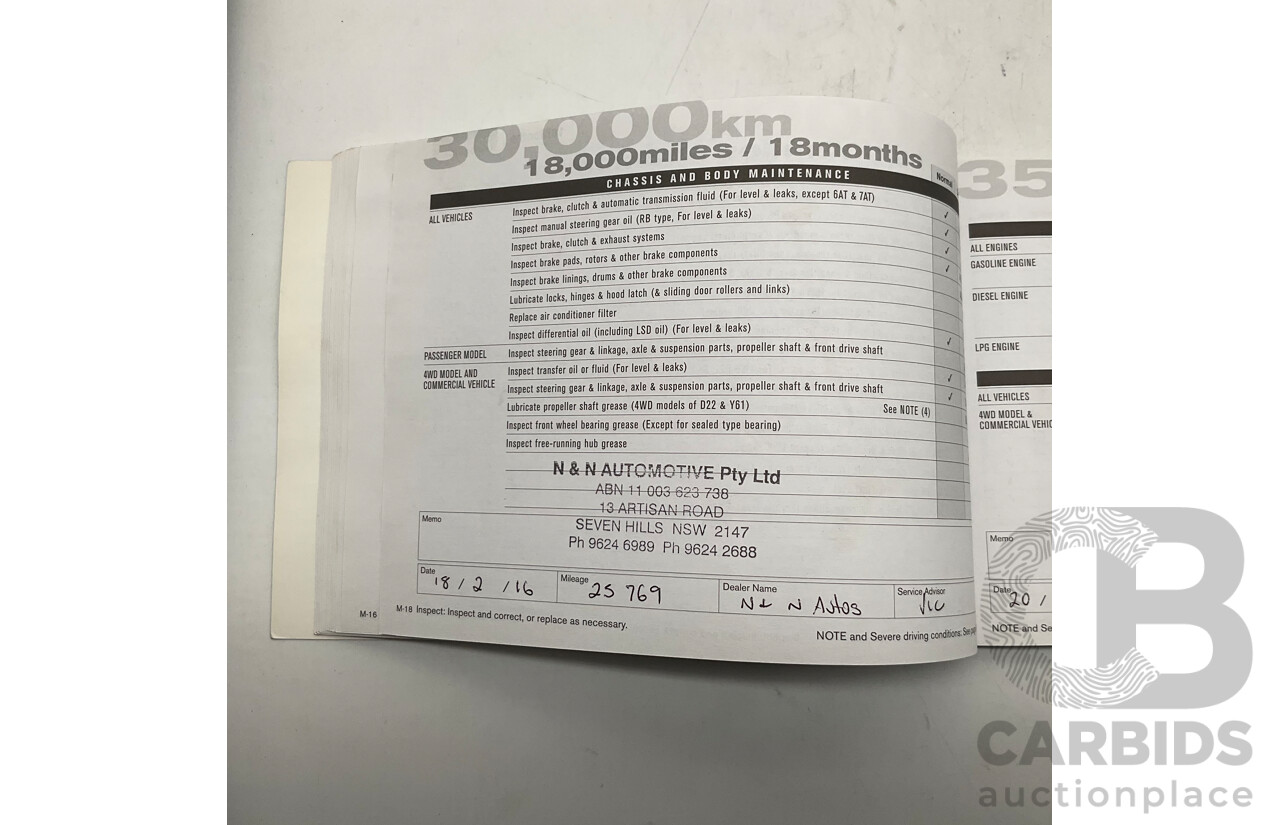 30,000km
18,000miles / 18months
CHASSIS AND BODY MAINTENANCE
ALL VEHICLES
Inspect brake, clutch & automatic transmission fluid (For level & leaks, except 6AT & 7AT) ✓
Inspect manual steering gear oil (RB type, For level & leaks) ✓
Inspect brake, clutch & exhaust systems ✓
Inspect brake pads, rotors & other brake components ✓
Inspect brake linings, drums & other brake components
Lubricate locks, hinges & hood latch (& sliding door rollers and links)
Replace air conditioner filter
Inspect differential oil (including LSD oil) (For level & leaks) ✓
PASSENGER MODEL Inspect steering gear & linkage, axle & suspension parts, propeller shaft & front drive shaft
4WD MODEL AND
COMMERCIAL VEHICLE
Inspect transfer oil or fluid (For level & leaks) ✓
Inspect steering gear & linkage, axle & suspension parts, propeller shaft & front drive shaft ✓
Lubricate propeller shaft grease (4WD models of D22 & Y61) See NOTE (4)
Inspect front wheel bearing grease (Except for sealed type bearing)
Inspect free-running hub grease
N & N AUTOMOTIVE Pty Ltd
ABN 11 003 623 738
13 ARTISAN ROAD
SEVEN HILLS NSW 2147
Ph 9624 6989 Ph 9624 2688
Memo
Date 18/2/16 Mileage 25 769 Dealer Name N & N Autos Service Advisor Vic
M-16 M-18 Inspect: Inspect and correct, or replace as necessary.
NOTE and Severe driving conditions:
35
ALL ENGINES
GASOLINE ENGINE
DIESEL ENGINE
LPG ENGINE
ALL VEHICLES
4WD MODEL &
COMMERCIAL VEHIC
Memo
Date 20 /
NOTE and Se
CB
CARBIDS
auctionplace